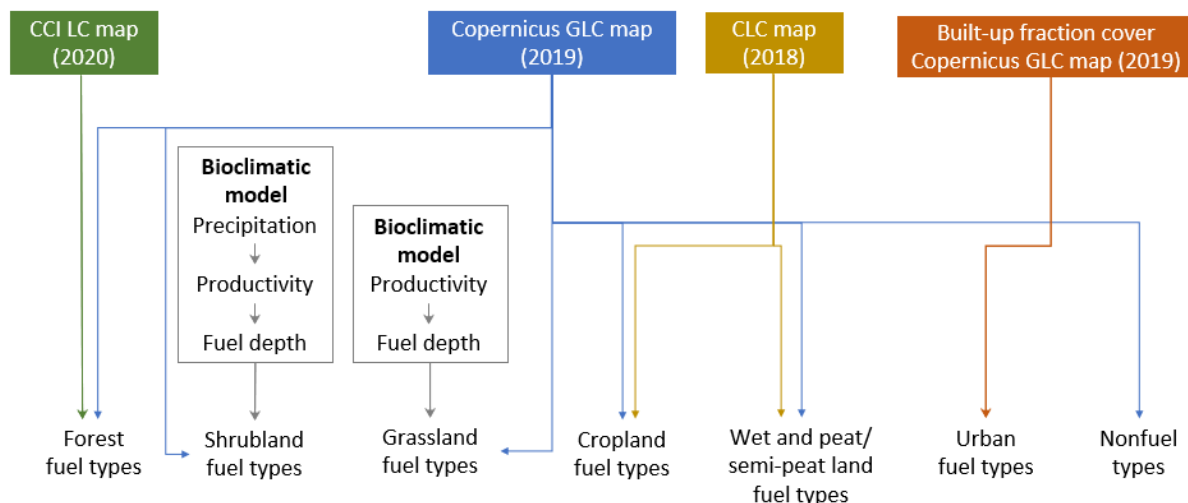 CCI LC map
(2020)
Copernicus GLC map
(2019)
CLC map
(2018)
Built-up fraction cover
Copernicus GLC map (2019)
Bioclimatic
model
Precipitation
Productivity
Fuel depth
Bioclimatic
model
Productivity
Fuel depth
Forest
fuel types
Shrubland
fuel types
Grassland
fuel types
Cropland
fuel types
Wet and peat/
semi-peat land
fuel types
Urban
fuel types
Nonfuel
types